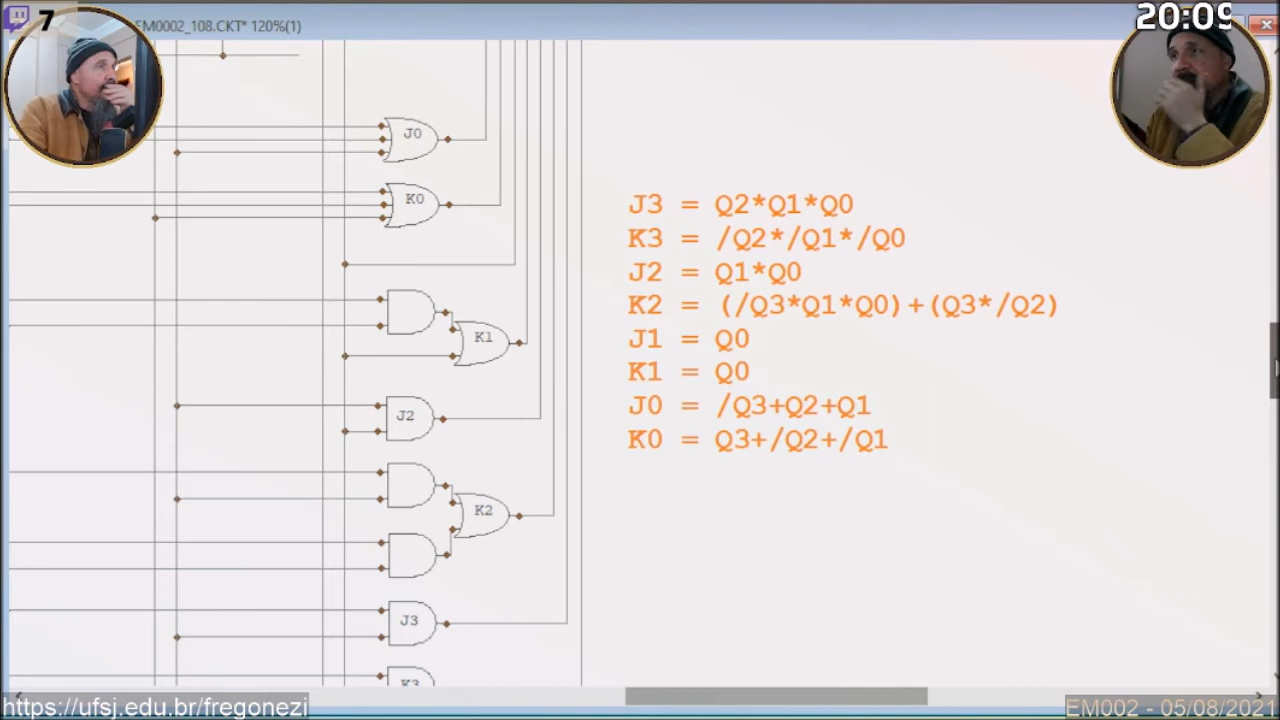 7
EM0002_108.CKT* 120%(1)
20:09
J0
K0
K1
J2
K2
J3
K3
J3 = Q2*Q1*Q0
K3 = /Q2*/Q1*/Q0
J2 = Q1*Q0
K2 = (/Q3*Q1*Q0)+(Q3*/Q2)
J1 = Q0
K1 = Q0
J0 = /Q3+Q2+Q1
K0 = Q3+/Q2+/Q1
https://ufsj.edu.br/fregonezi
EM002 - 05/08/2021